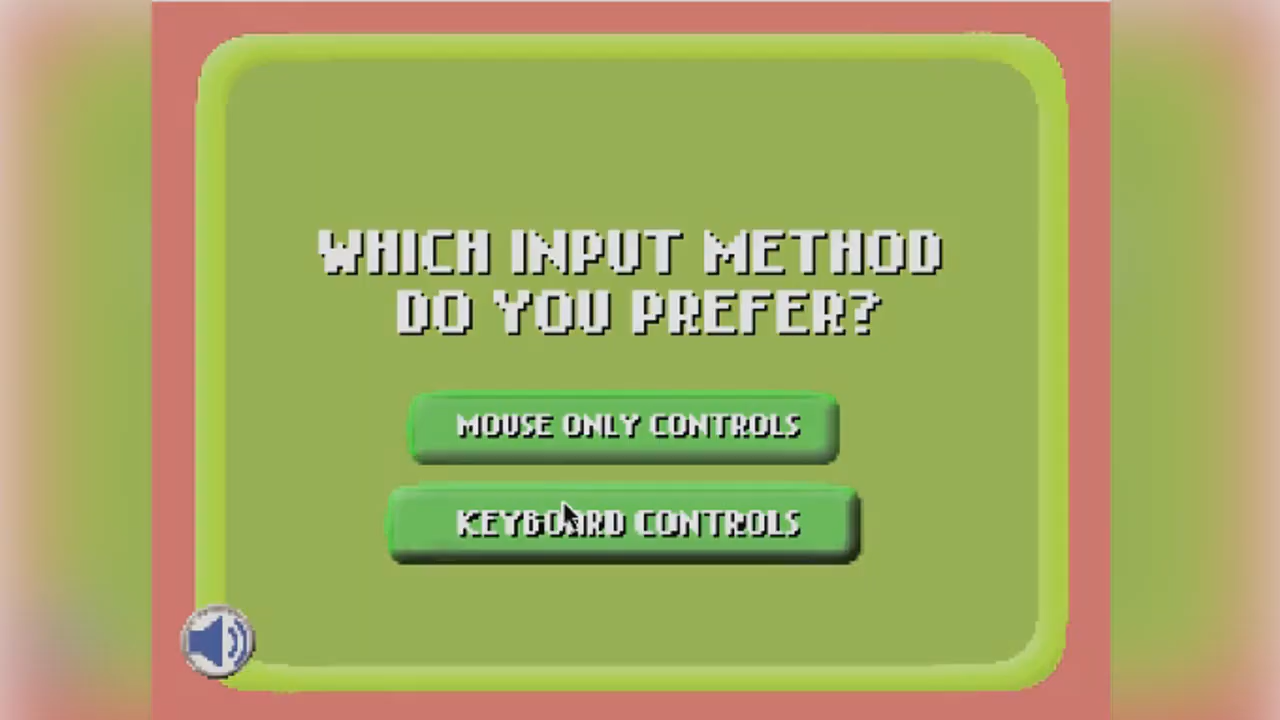 WHICH INPUT METHOD
DO YOU PREFER?
MOUSE ONLY CONTROLS
KEYBOARD CONTROLS